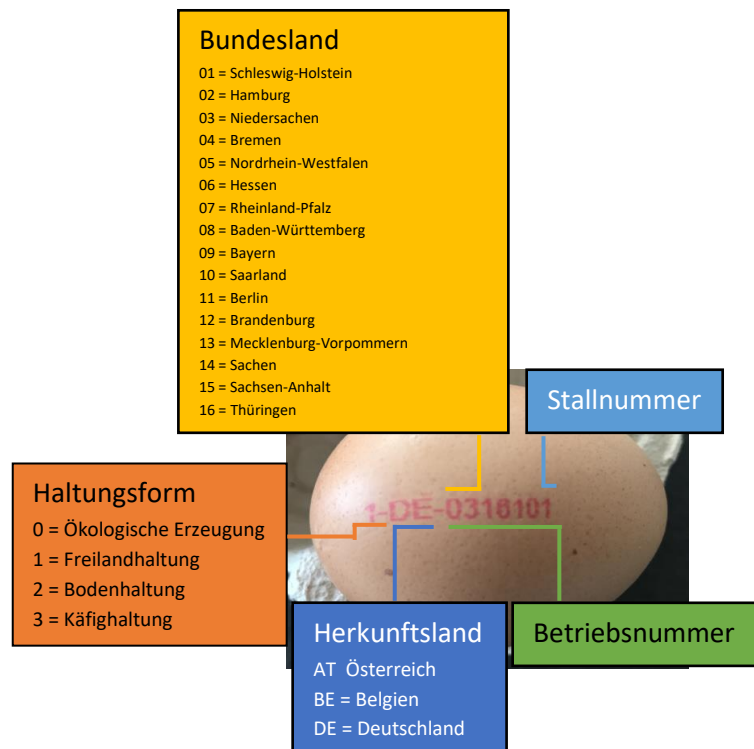 Bundesland
01 = Schleswig-Holstein
02 = Hamburg
03 = Niedersachen
04 = Bremen
05 = Nordrhein-Westfalen
06 = Hessen
07 = Rheinland-Pfalz
08 = Baden-Württemberg
09 = Bayern
10 = Saarland
11 = Berlin
12 = Brandenburg
13 = Mecklenburg-Vorpommern
14 = Sachen
15 = Sachsen-Anhalt
16 = Thüringen
Stallnummer
Haltungsform
0 = Ökologische Erzeugung
1 = Freilandhaltung
2 = Bodenhaltung
3 = Käfighaltung
1-DE-0316101
Herkunftsland
AT Österreich
BE = Belgien
DE = Deutschland
Betriebsnummer